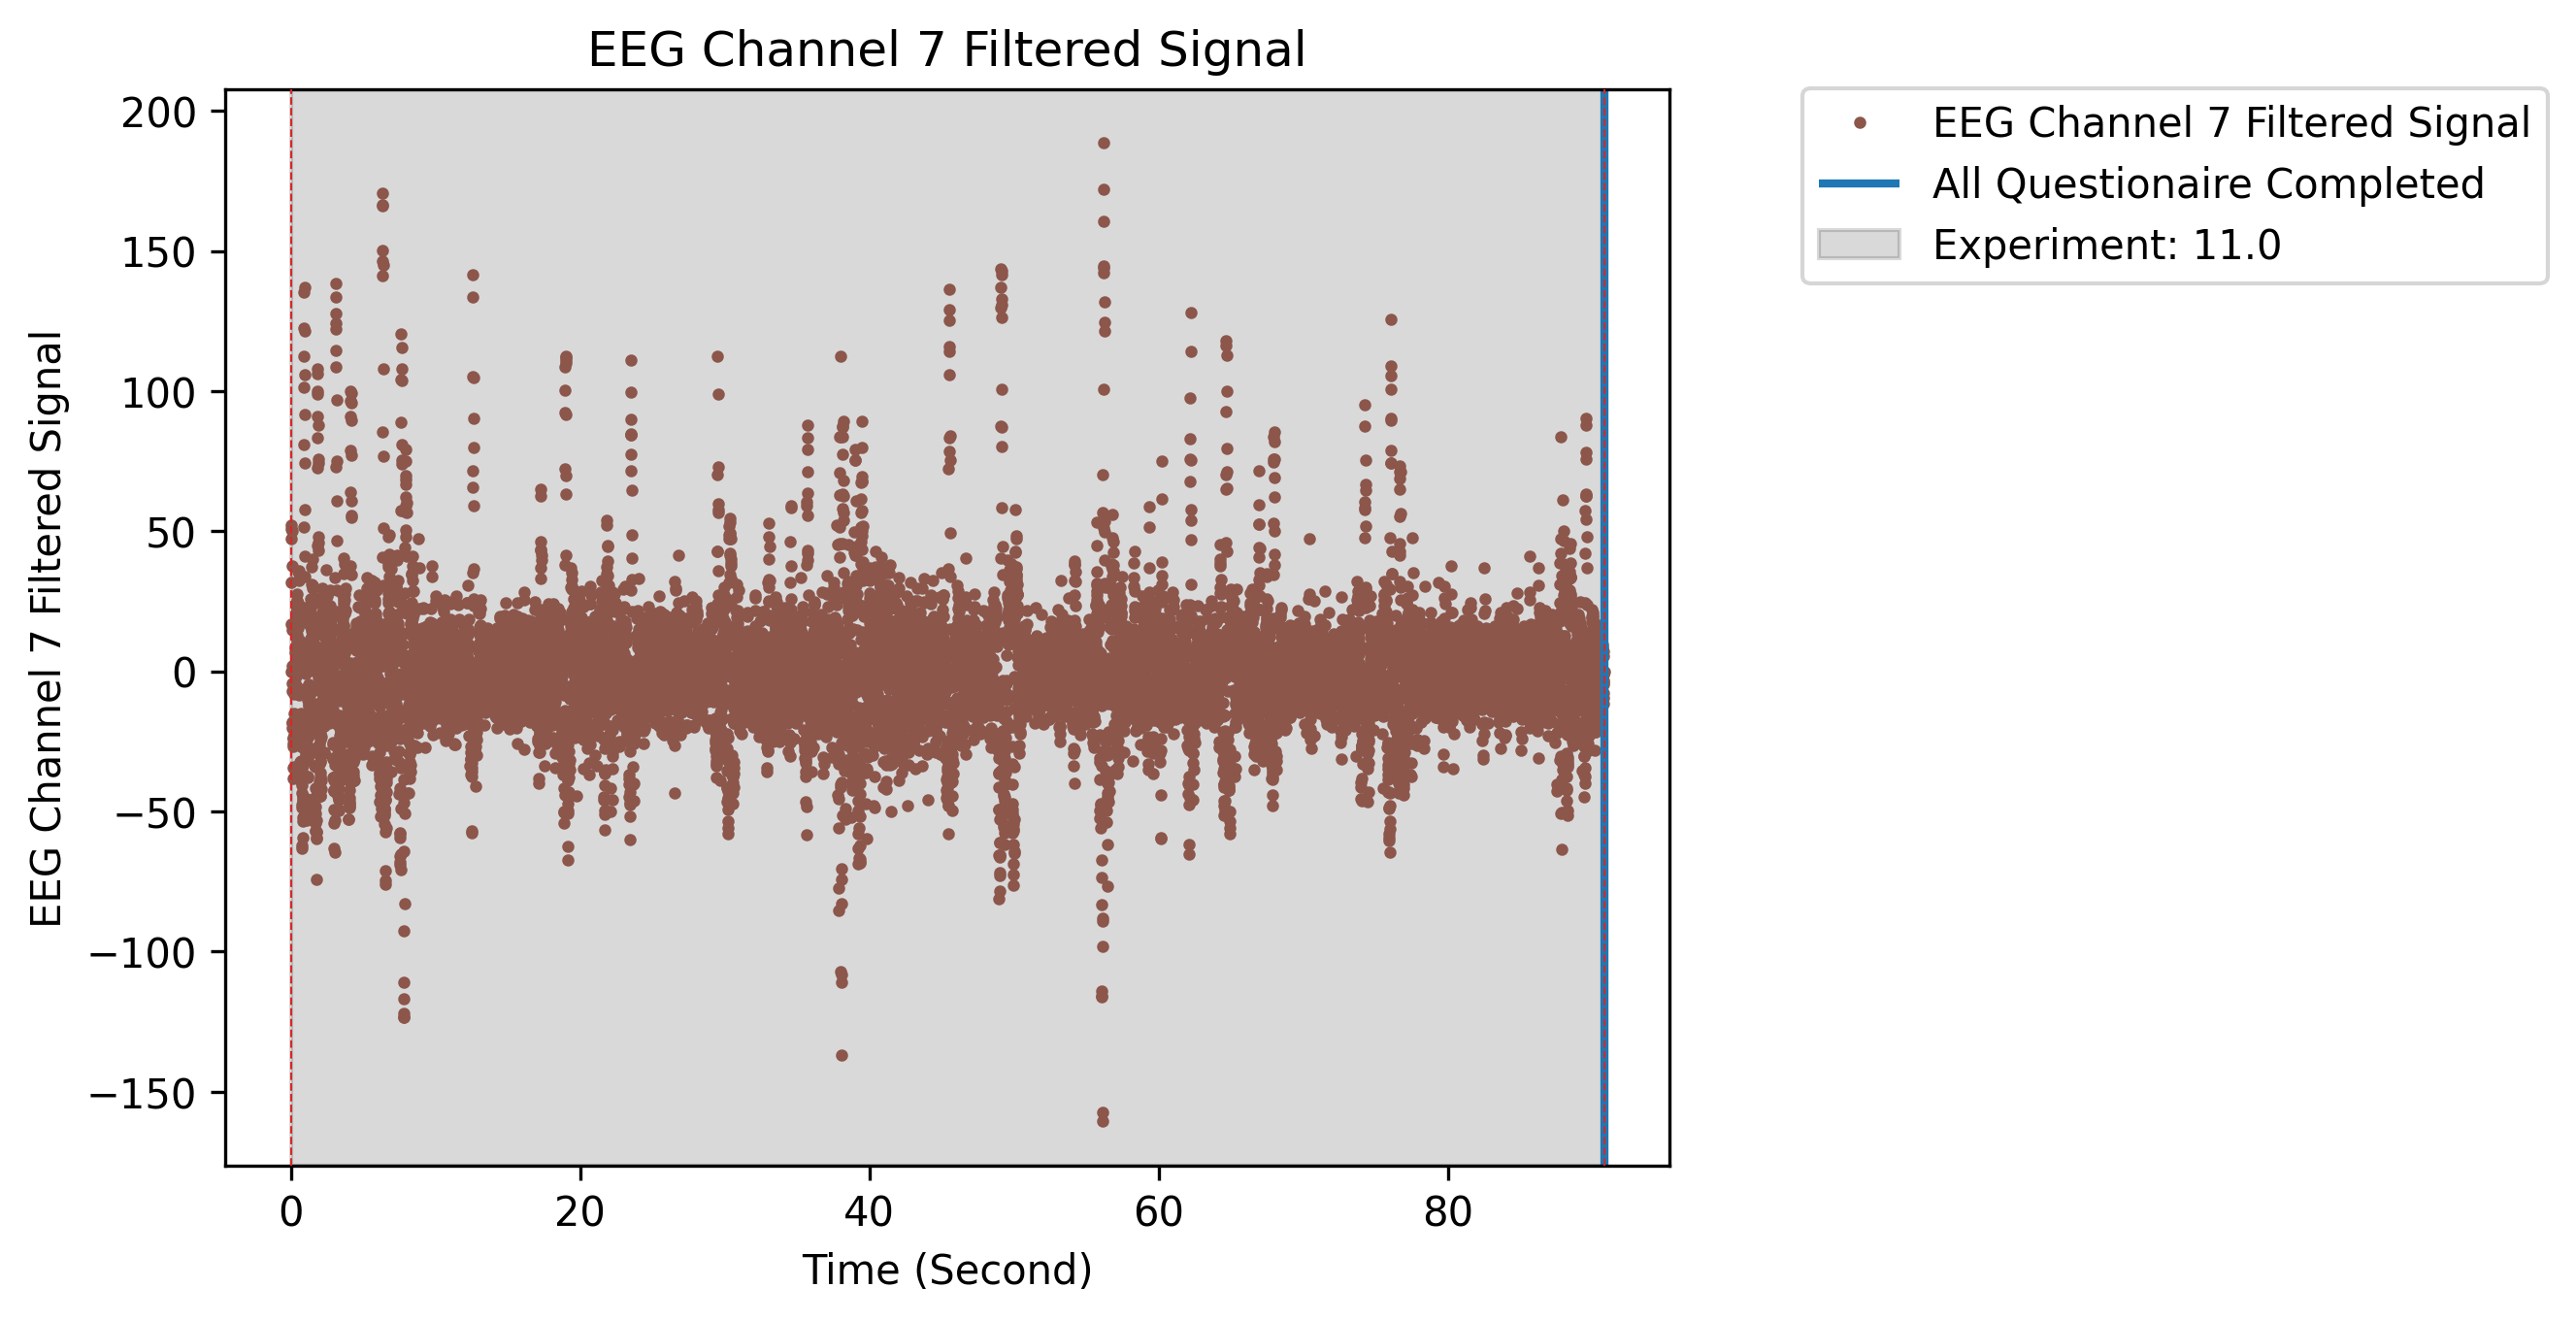 EEG Channel 7 Filtered Signal
EEG Channel 7 Filtered Signal
200
150
100
50
0
−50
−100
−150
0 20 40 60 80
Time (Second)
EEG Channel 7 Filtered Signal
All Questionaire Completed
Experiment: 11.0